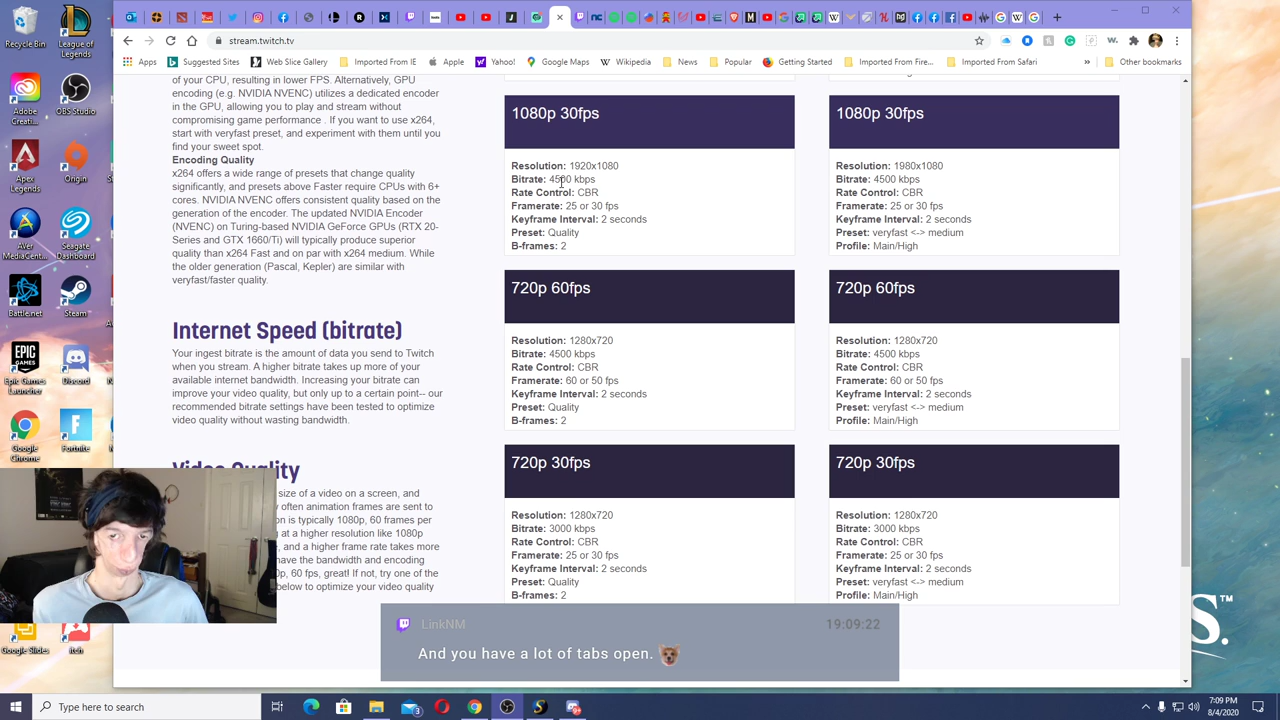 stream.twitch.tv
Apps
Suggested Sites
Web Slice Gallery
Imported From IE
Apple
Yahoo!
Google Maps
Wikipedia
News
Popular
Getting Started
Imported From Fire...
Imported From Safari
»
Other bookmarks
Recycle Bin
League of Legends
Adobe Creati...
OBS Studio
Apex Legends
AVer MediaCent...
Seagate Dashboard
Battle.net
Steam
Epic Games Launcher
Discord
Google Chrome
Fortnite
Google Slides
itch
of your CPU, resulting in lower FPS. Alternatively, GPU
encoding (e.g. NVIDIA NVENC) utilizes a dedicated encoder
in the GPU, allowing you to play and stream without
compromising game performance . If you want to use x264,
start with veryfast preset, and experiment with them until you
find your sweet spot.
Encoding Quality
x264 offers a wide range of presets that change quality
significantly, and presets above Faster require CPUs with 6+
cores. NVIDIA NVENC offers consistent quality based on the
generation of the encoder. The updated NVIDIA Encoder
(NVENC) on Turing-based NVIDIA GeForce GPUs (RTX 20-
Series and GTX 1660/Ti) will typically produce superior
quality than x264 Fast and on par with x264 medium. While
the older generation (Pascal, Kepler) are similar with
veryfast/faster quality.
Internet Speed (bitrate)
Your ingest bitrate is the amount of data you send to Twitch
when you stream. A higher bitrate takes up more of your
available internet bandwidth. Increasing your bitrate can
improve your video quality, but only up to a certain point-- our
recommended bitrate settings have been tested to optimize
video quality without wasting bandwidth.
Video Quality
size of a video on a screen, and
often animation frames are sent to
on is typically 1080p, 60 frames per
at a higher resolution like 1080p
, and a higher frame rate takes more
have the bandwidth and encoding
60 fps, great! If not, try one of the
below to optimize your video quality
1080p 30fps
Resolution: 1920x1080
Bitrate: 4500 kbps
Rate Control: CBR
Framerate: 25 or 30 fps
Keyframe Interval: 2 seconds
Preset: Quality
B-frames: 2
720p 60fps
Resolution: 1280x720
Bitrate: 4500 kbps
Rate Control: CBR
Framerate: 60 or 50 fps
Keyframe Interval: 2 seconds
Preset: Quality
B-frames: 2
720p 30fps
Resolution: 1280x720
Bitrate: 3000 kbps
Rate Control: CBR
Framerate: 25 or 30 fps
Keyframe Interval: 2 seconds
Preset: Quality
B-frames: 2
1080p 30fps
Resolution: 1980x1080
Bitrate: 4500 kbps
Rate Control: CBR
Framerate: 25 or 30 fps
Keyframe Interval: 2 seconds
Preset: veryfast <-> medium
Profile: Main/High
720p 60fps
Resolution: 1280x720
Bitrate: 4500 kbps
Rate Control: CBR
Framerate: 60 or 50 fps
Keyframe Interval: 2 seconds
Preset: veryfast <-> medium
Profile: Main/High
720p 30fps
Resolution: 1280x720
Bitrate: 3000 kbps
Rate Control: CBR
Framerate: 25 or 30 fps
Keyframe Interval: 2 seconds
Preset: veryfast <-> medium
Profile: Main/High
LinkNM 19:09:22
And you have a lot of tabs open.
S.™
Type here to search
7:09 PM
8/4/2020